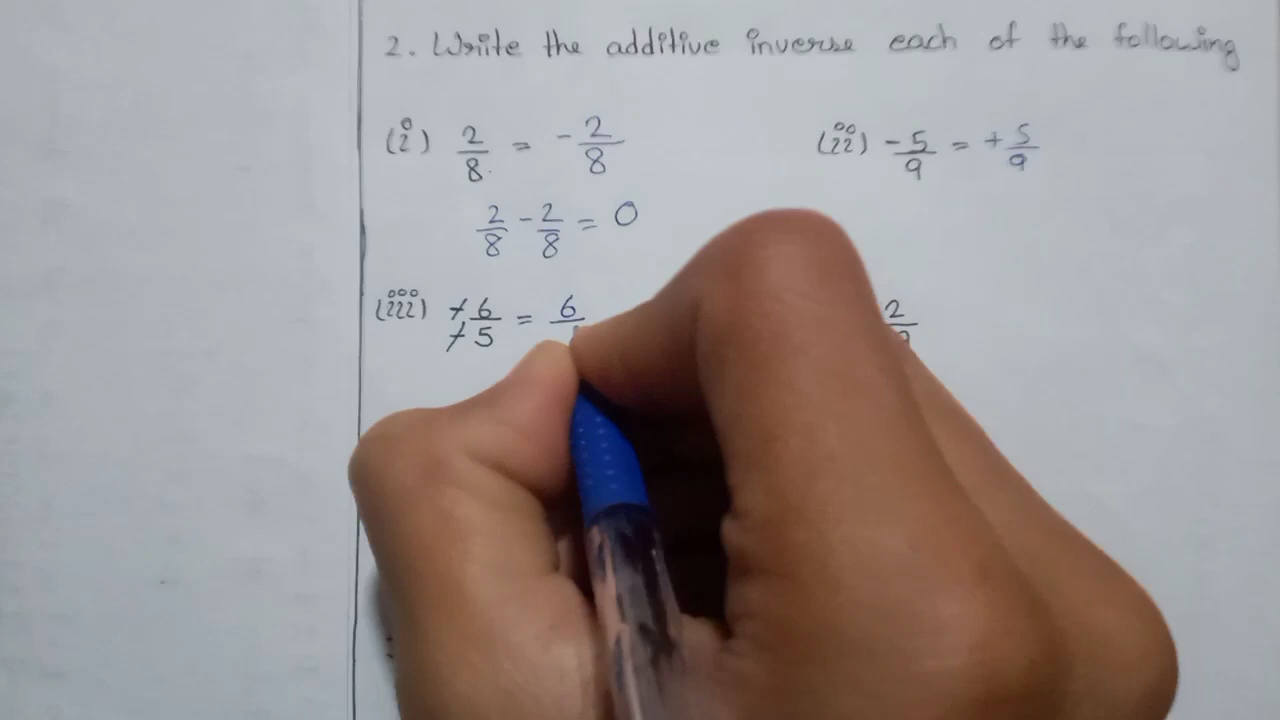 2. Write the additive inverse each of the following
(i) 2/8 = -2/8 (ii) -5/9 = +5/9
2/8 - 2/8 = 0
(iii) -6/-5 = 6/ 2/